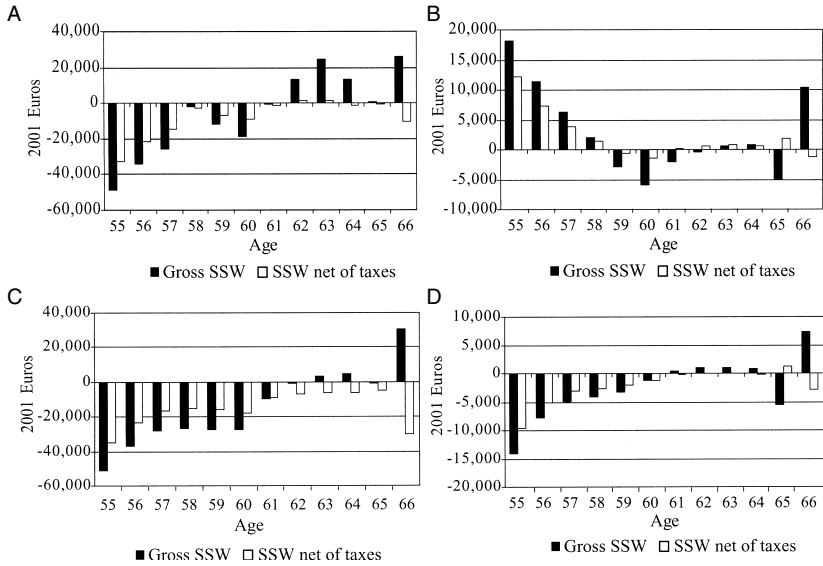 A
40,000
20,000
0
-20,000
-40,000
-60,000
2001 Euros
55 56 57 58 59 60 61 62 63 64 65 66
Age
■ Gross SSW □ SSW net of taxes
B
20,000
15,000
10,000
5,000
0
-5,000
-10,000
2001 Euros
55 56 57 58 59 60 61 62 63 64 65 66
Age
■ Gross SSW □ SSW net of taxes
C
40,000
20,000
0
-20,000
-40,000
-60,000
2001 Euros
55 56 57 58 59 60 61 62 63 64 65 66
Age
■ Gross SSW □ SSW net of taxes
D
10,000
5,000
0
-5,000
-10,000
-15,000
-20,000
2001 Euros
55 56 57 58 59 60 61 62 63 64 65 66
Age
■ Gross SSW □ SSW net of taxes